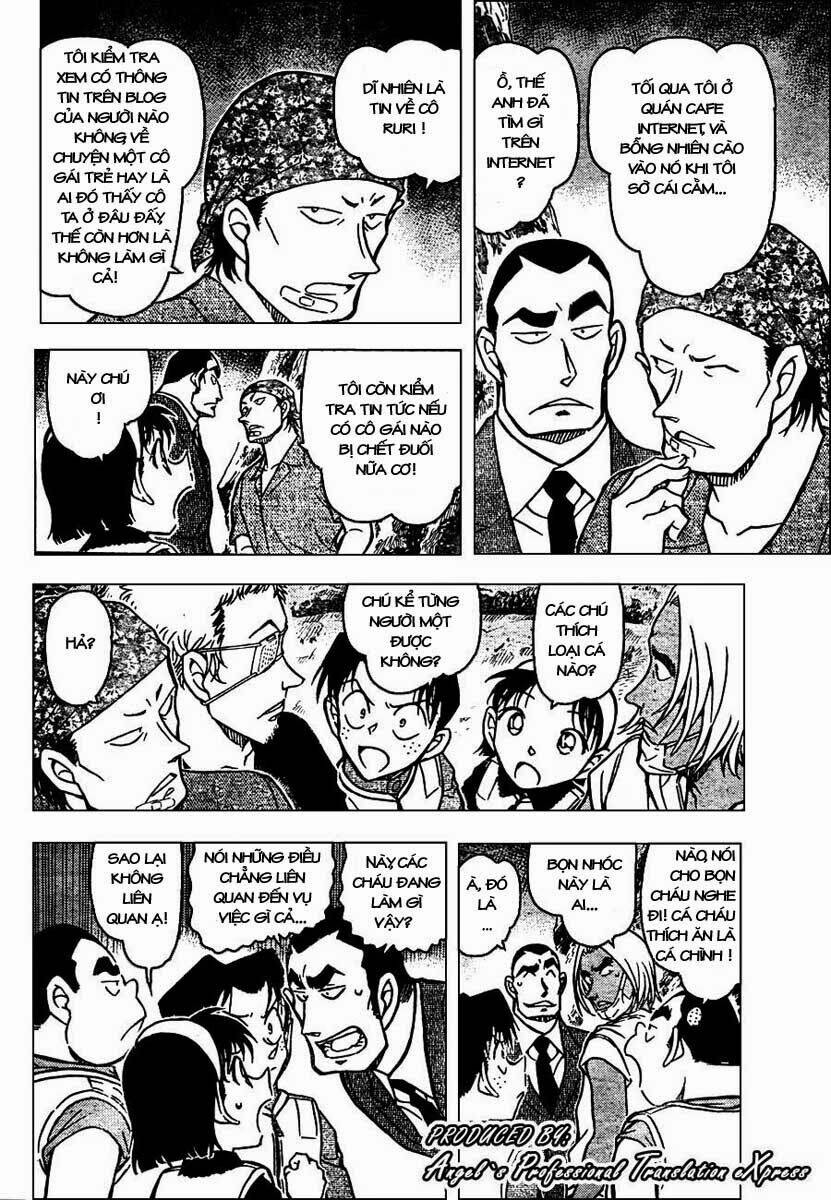 TỐI QUA TÔI Ở
QUÁN CAFE
INTERNET, VÀ
BỖNG NHIÊN CÀO
VÀO NÓ KHI TÔI
SỜ CÁI CẰM...
Ồ, THẾ
ANH ĐÃ
TÌM GÌ
TRÊN
INTERNET
?
DĨ NHIÊN LÀ
TIN VỀ CÔ
RURI !
TÔI KIỂM TRA
XEM CÓ THÔNG
TIN TRÊN BLOG
CỦA NGƯỜI NÀO
KHÔNG, VỀ
CHUYỆN MỘT CÔ
GÁI TRẺ HAY LÀ
AI ĐÓ THẤY CÔ
TA Ở ĐÂU ĐẤY,
THẾ CÒN HƠN LÀ
KHÔNG LÀM GÌ
CẢ!
TÔI CÒN KIỂM
TRA TIN TỨC NẾU
CÓ CÔ GÁI NÀO
BỊ CHẾT ĐUỐI
NỮA CƠ!
NÀY CHÚ
ƠI
!
CÁC CHÚ
THÍCH
LOẠI CÁ
NÀO?
CHÚ KỂ TỪNG
NGƯỜI MỘT
ĐƯỢC
KHÔNG?
HẢ?
NÀO, NÓI
CHO BỌN
CHÁU NGHE
ĐI! CÁ CHÁU
THÍCH ĂN LÀ
CÁ CHÌNH !
BỌN NHÓC
NÀY LÀ
AI...
À, ĐÓ
LÀ
...
NÀY, CÁC
CHÁU ĐANG
LÀM GÌ
VẬY?
NÓI NHỮNG ĐIỀU
CHẲNG LIÊN
QUAN ĐẾN VỤ
VIỆC GÌ CẢ...
SAO LẠI
KHÔNG
LIÊN
QUAN Ạ!
PRODUCED BY:
Angel`s Professional Translation eXpress